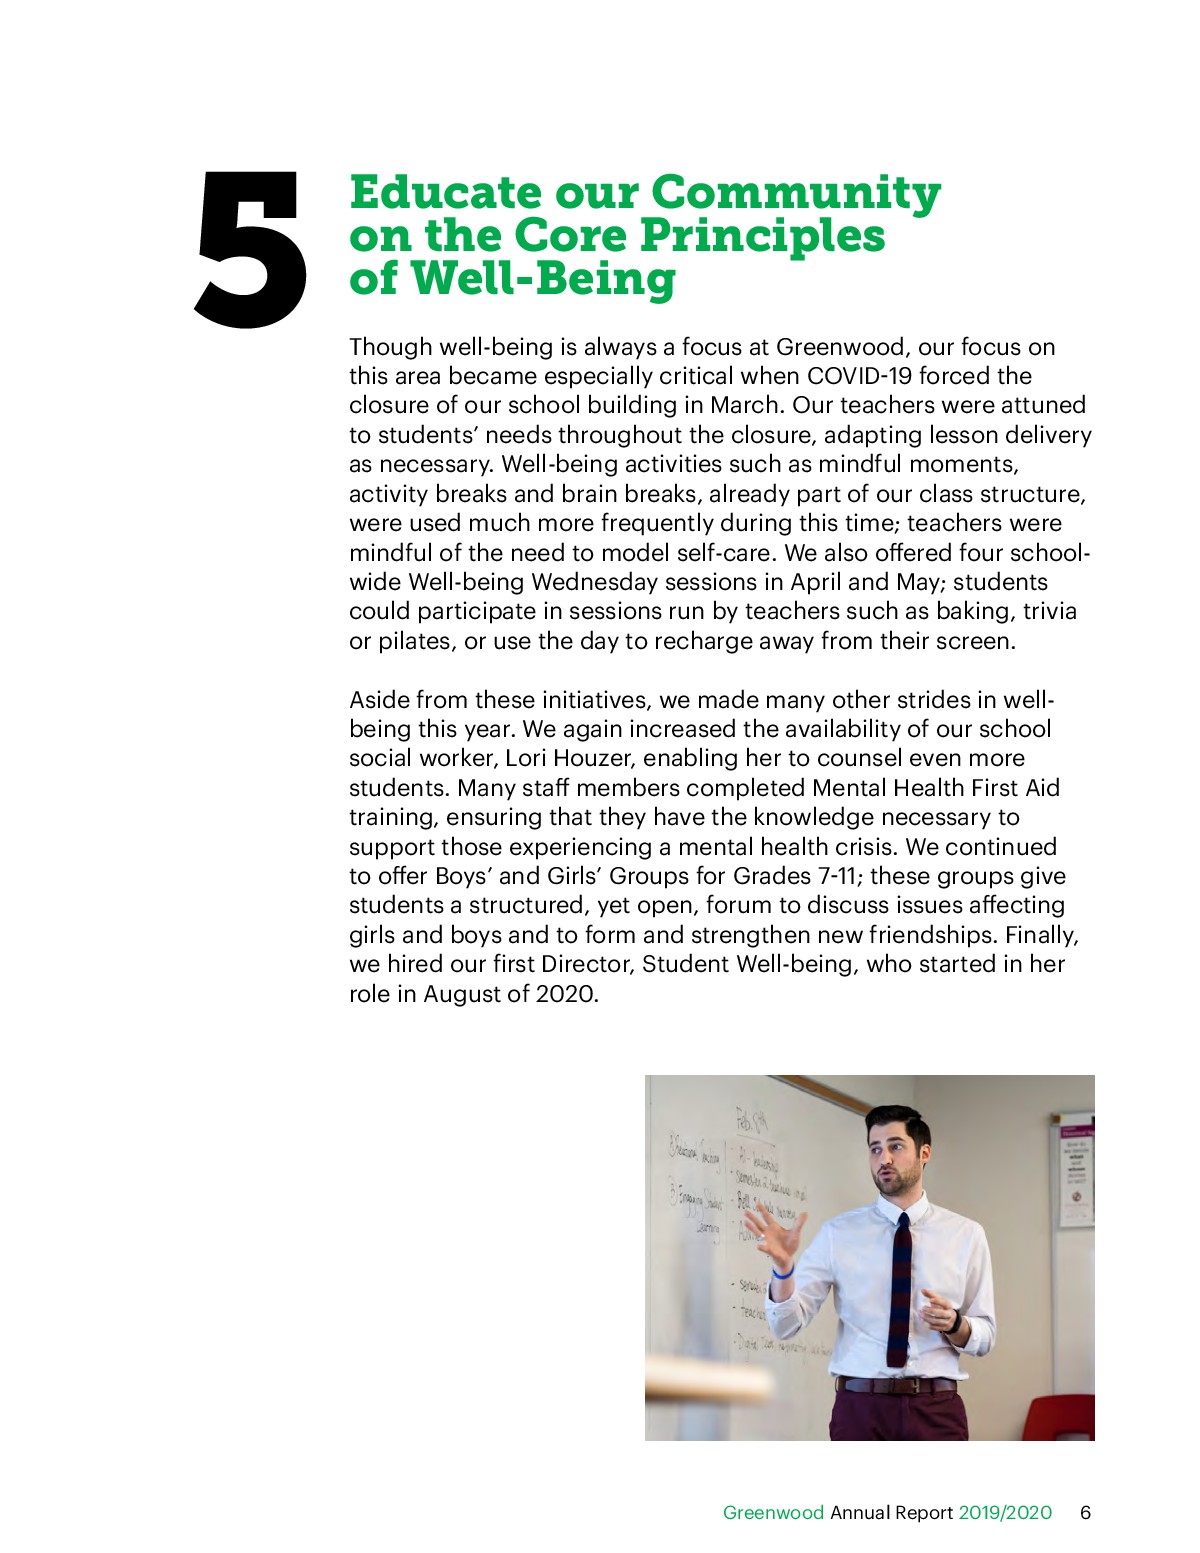 5
Educate our Community
on the Core Principles
of Well-Being
Though well-being is always a focus at Greenwood, our focus on
this area became especially critical when COVID-19 forced the
closure of our school building in March. Our teachers were attuned
to students’ needs throughout the closure, adapting lesson delivery
as necessary. Well-being activities such as mindful moments,
activity breaks and brain breaks, already part of our class structure,
were used much more frequently during this time; teachers were
mindful of the need to model self-care. We also offered four school-
wide Well-being Wednesday sessions in April and May; students
could participate in sessions run by teachers such as baking, trivia
or pilates, or use the day to recharge away from their screen.
Aside from these initiatives, we made many other strides in well-
being this year. We again increased the availability of our school
social worker, Lori Houzer, enabling her to counsel even more
students. Many staff members completed Mental Health First Aid
training, ensuring that they have the knowledge necessary to
support those experiencing a mental health crisis. We continued
to offer Boys’ and Girls’ Groups for Grades 7-11; these groups give
students a structured, yet open, forum to discuss issues affecting
girls and boys and to form and strengthen new friendships. Finally,
we hired our first Director, Student Well-being, who started in her
role in August of 2020.
Feb.
Engaging
Learning
Greenwood Annual Report 2019/2020 6